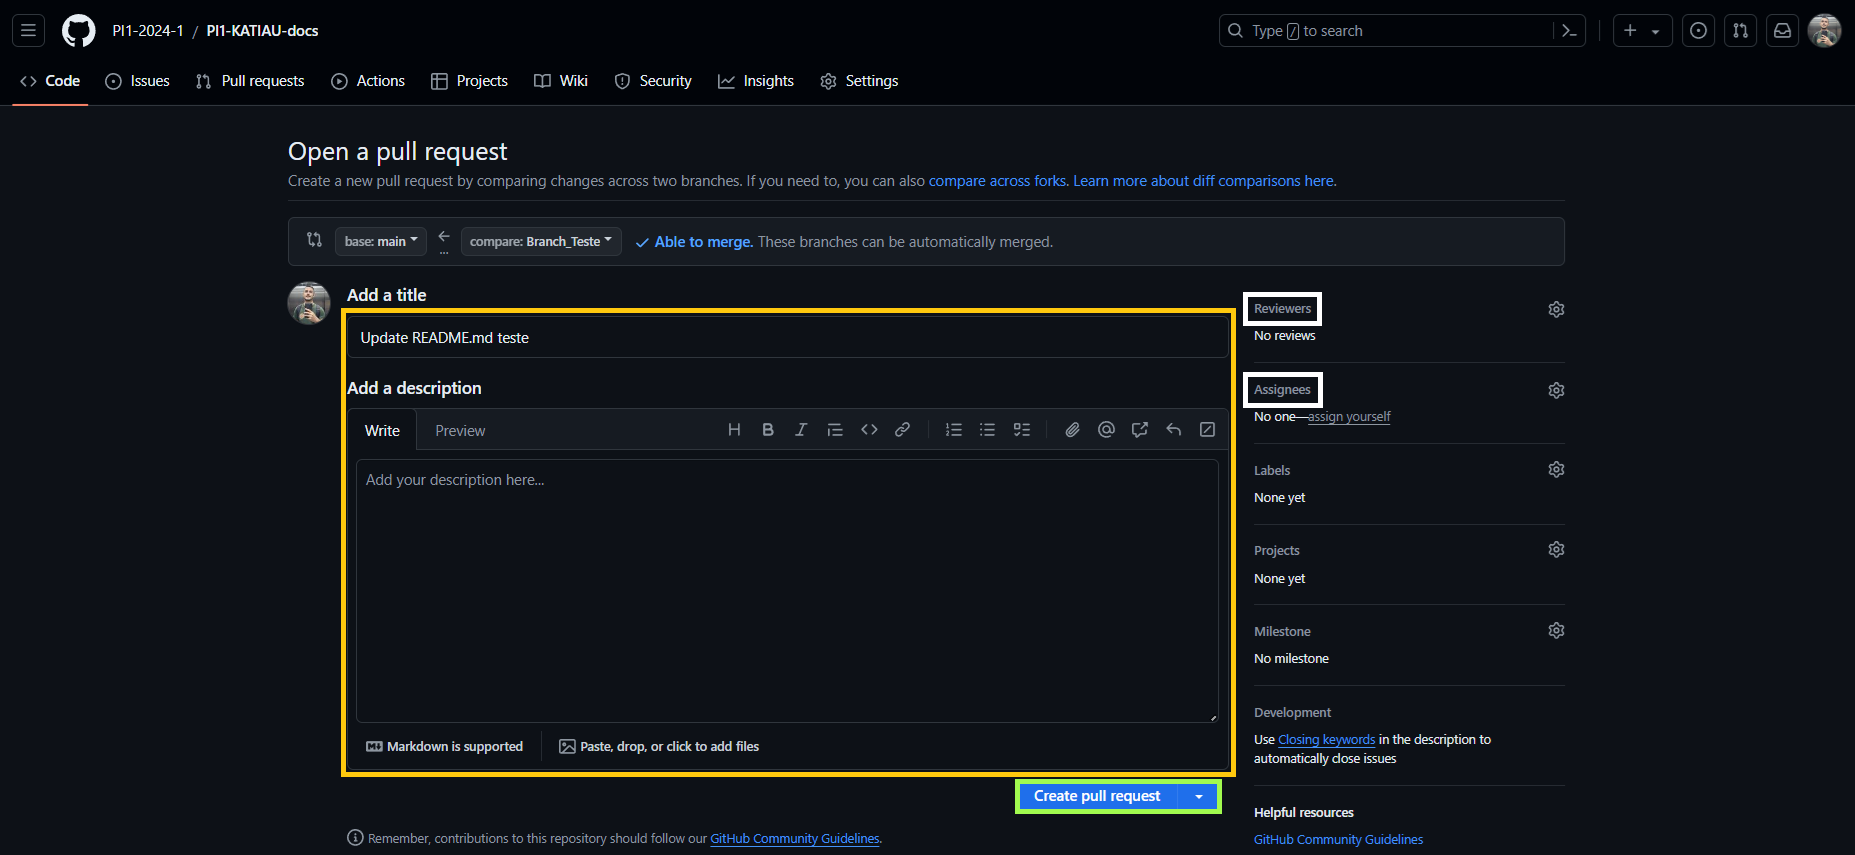 PI1-2024-1 / PI1-KATIAU-docs
Type / to search
Code Issues Pull requests Actions Projects Wiki Security Insights Settings
Open a pull request
Create a new pull request by comparing changes across two branches. If you need to, you can also compare across forks. Learn more about diff comparisons here.
base: main compare: Branch_Teste Able to merge. These branches can be automatically merged.
Add a title
Update README.md teste
Add a description
Write Preview
Add your description here...
Markdown is supported Paste, drop, or click to add files
Create pull request
Remember, contributions to this repository should follow our GitHub Community Guidelines.
Reviewers
No reviews
Assignees
No one—assign yourself
Labels
None yet
Projects
None yet
Milestone
No milestone
Development
Use Closing keywords in the description to
automatically close issues
Helpful resources
GitHub Community Guidelines